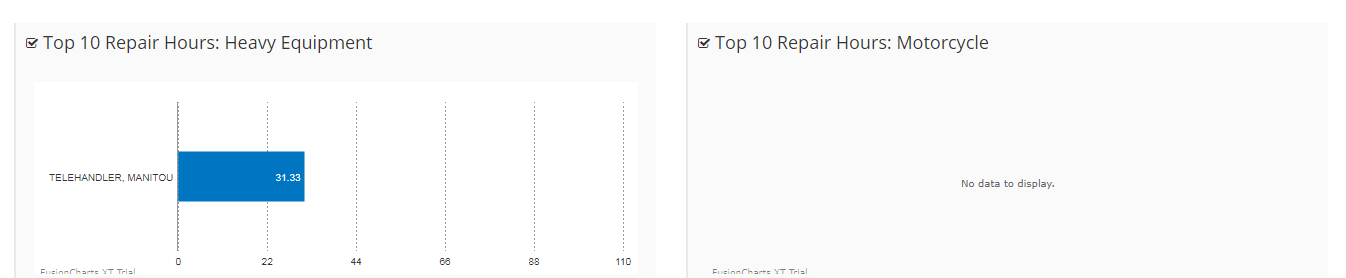 Top 10 Repair Hours: Heavy Equipment
TELEHANDLER, MANITOU
31.33
0 22 44 66 88 110
FusionCharts XT Trial
Top 10 Repair Hours: Motorcycle
No data to display.
FusionCharts XT Trial